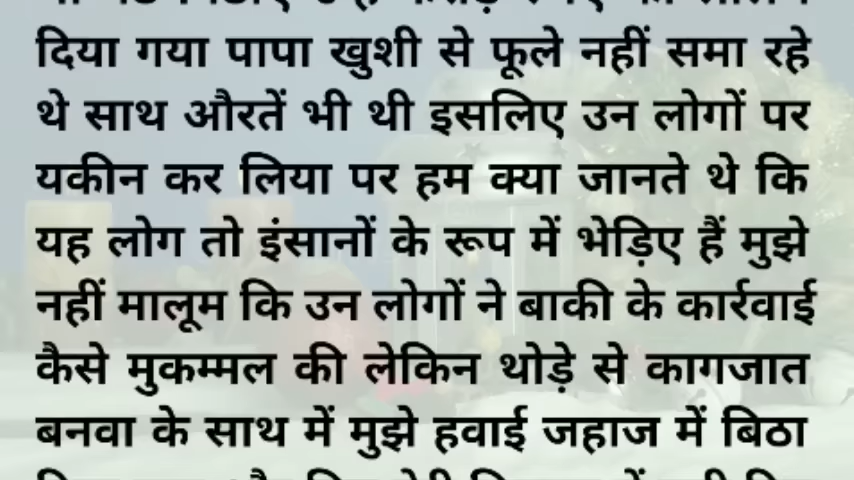 दिया गया पापा खुशी से फूले नहीं समा रहे
थे साथ औरतें भी थी इसलिए उन लोगों पर
यकीन कर लिया पर हम क्या जानते थे कि
यह लोग तो इंसानों के रूप में भेड़िए हैं मुझे
नहीं मालूम कि उन लोगों ने बाकी के कार्रवाई
कैसे मुकम्मल की लेकिन थोड़े से कागजात
बनवा के साथ में मुझे हवाई जहाज में बिठा